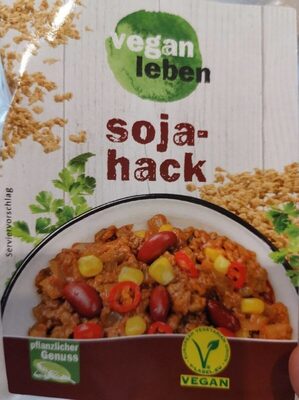 vegan
leben
soja-
hack
Serviervorschlag
pflanzlicher
Genuss
V
VEGAN